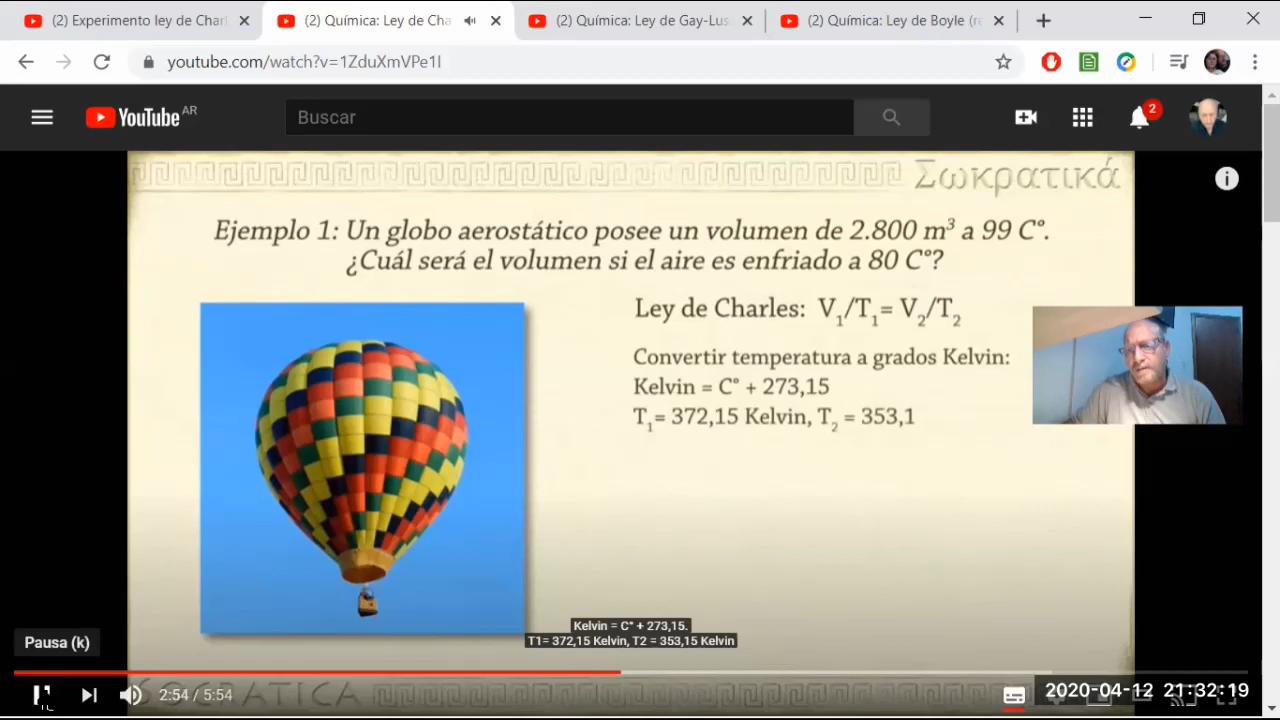 (2) Experimento ley de Charl
(2) Química: Ley de Cha
(2) Química: Ley de Gay-Lus
(2) Química: Ley de Boyle (re
youtube.com/watch?v=1ZduXmVPe1I
YouTube AR
Buscar
2
Σωκρατικά
Ejemplo 1: Un globo aerostático posee un volumen de 2.800 m³ a 99 C°.
¿Cuál será el volumen si el aire es enfriado a 80 C°?
Ley de Charles: V₁/T₁= V₂/T₂
Convertir temperatura a grados Kelvin:
Kelvin = C° + 273,15
T₁= 372,15 Kelvin, T₂ = 353,1
Kelvin = C° + 273,15.
T1= 372,15 Kelvin, T2 = 353,15 Kelvin
Pausa (k)
2:54 / 5:54
SOCRATICA
2020-04-12 21:32:19